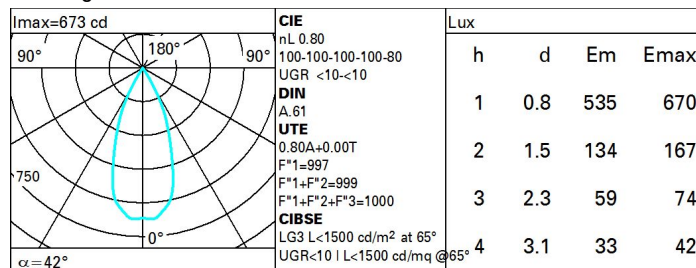 Imax=673 cd
90° 180° 90°
750
0°
α=42°
CIE
nL 0.80
100-100-100-100-80
UGR <10-<10
DIN
A.61
UTE
0.80A+0.00T
F"1=997
F"1+F"2=999
F"1+F"2+F"3=1000
CIBSE
LG3 L<1500 cd/m² at 65°
UGR<10 | L<1500 cd/mq @65°
Lux
h d Em Emax
1 0.8 535 670
2 1.5 134 167
3 2.3 59 74
4 3.1 33 42